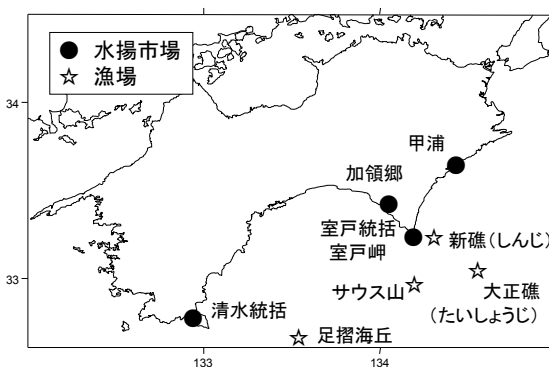 ● 水揚市場
☆ 漁場
34
甲浦
加領郷
室戸統括
室戸岬
新礁(しんじ)
33
サウス山
大正礁
(たいしょうじ)
清水統括
足摺海丘
133
134